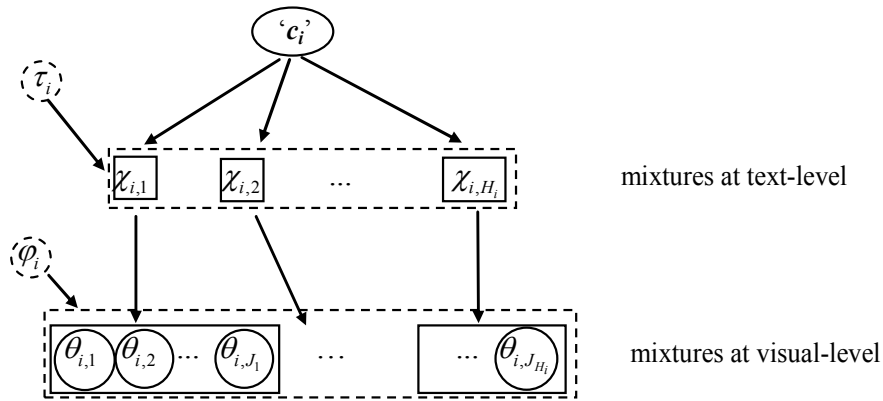 ‘c_i’
τ_i
χ_{i,1} χ_{i,2} ... χ_{i,H_i} mixtures at text-level
φ_i
θ_{i,1} θ_{i,2} ... θ_{i,J_1} ... ... θ_{i,J_{H_i}} mixtures at visual-level